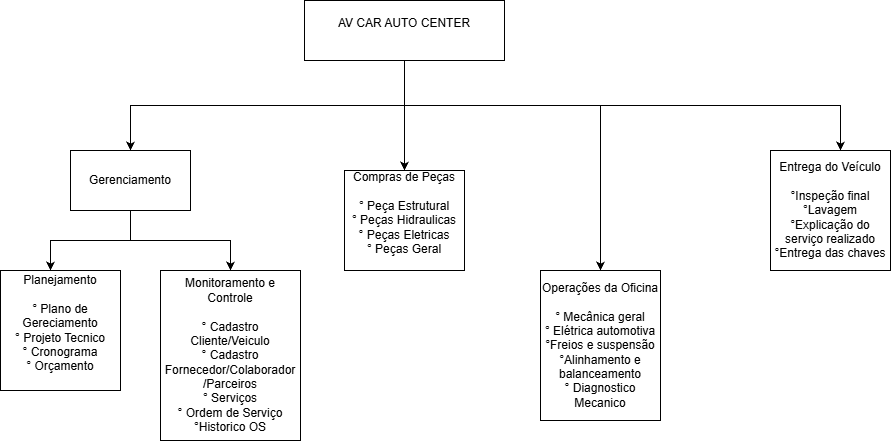 AV CAR AUTO CENTER
Gerenciamento
Compras de Peças
° Peça Estrutural
° Peças Hidraulicas
° Peças Eletricas
° Peças Geral
Entrega do Veículo
°Inspeção final
°Lavagem
°Explicação do
serviço realizado
°Entrega das chaves
Planejamento
° Plano de
Gereciamento
° Projeto Tecnico
° Cronograma
° Orçamento
Monitoramento e
Controle
° Cadastro
Cliente/Veiculo
° Cadastro
Fornecedor/Colaborador
/Parceiros
° Serviços
° Ordem de Serviço
°Historico OS
Operações da Oficina
° Mecânica geral
° Elétrica automotiva
°Freios e suspensão
°Alinhamento e
balanceamento
° Diagnostico
Mecanico